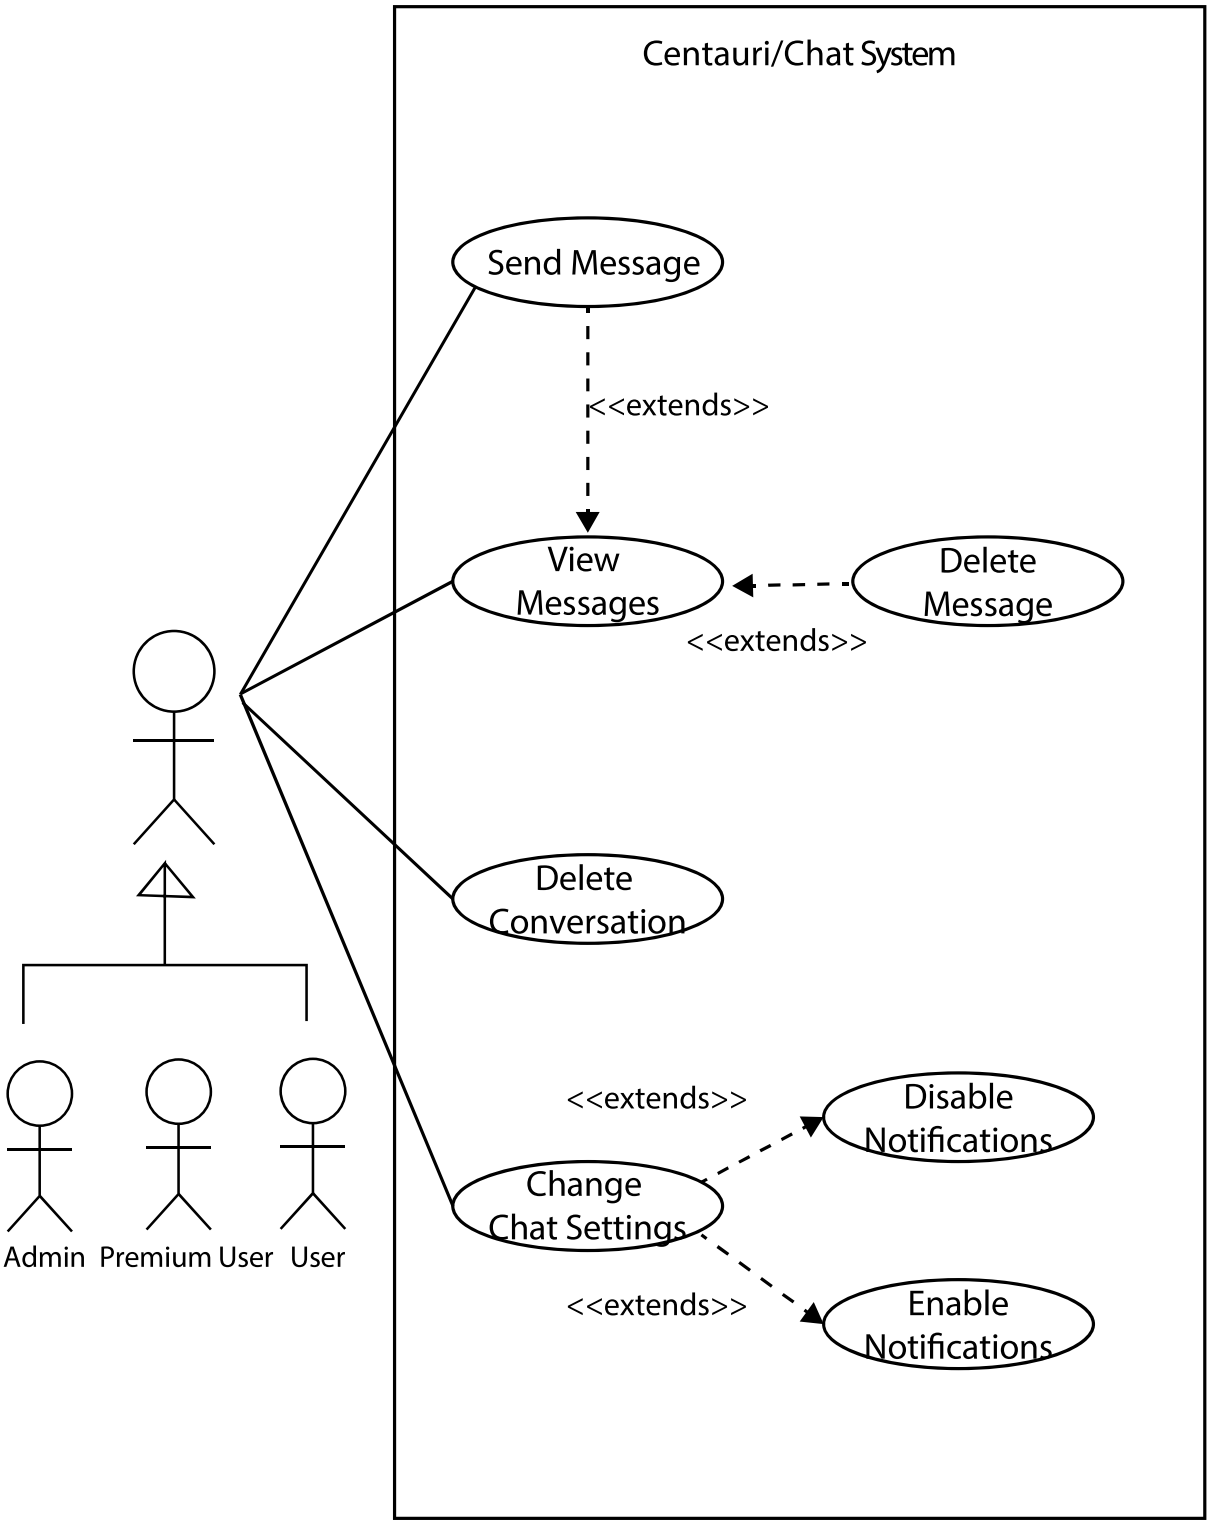 Centauri/Chat System
Send Message
<<extends>>
View
Messages
Delete
Message
<<extends>>
Delete
Conversation
<<extends>>
Disable
Notifications
Change
Chat Settings
<<extends>>
Enable
Notifications
Admin
Premium User
User